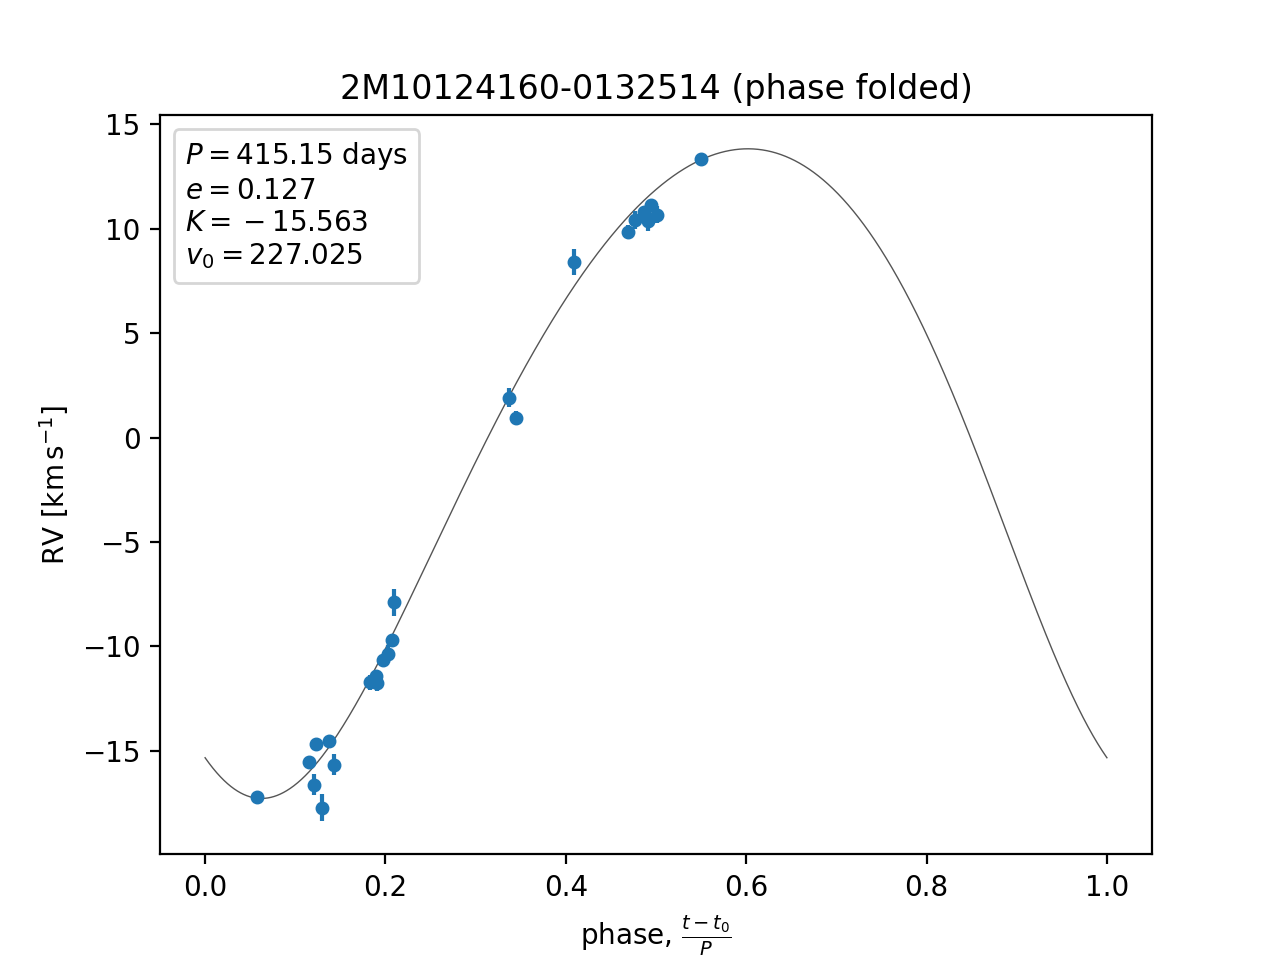 2M10124160-0132514 (phase folded)
P = 415.15 days
e = 0.127
K = −15.563
v₀ = 227.025
15
10
5
0
−5
−10
−15
RV [km s⁻¹]
0.0 0.2 0.4 0.6 0.8 1.0
phase, (t − t₀)/P